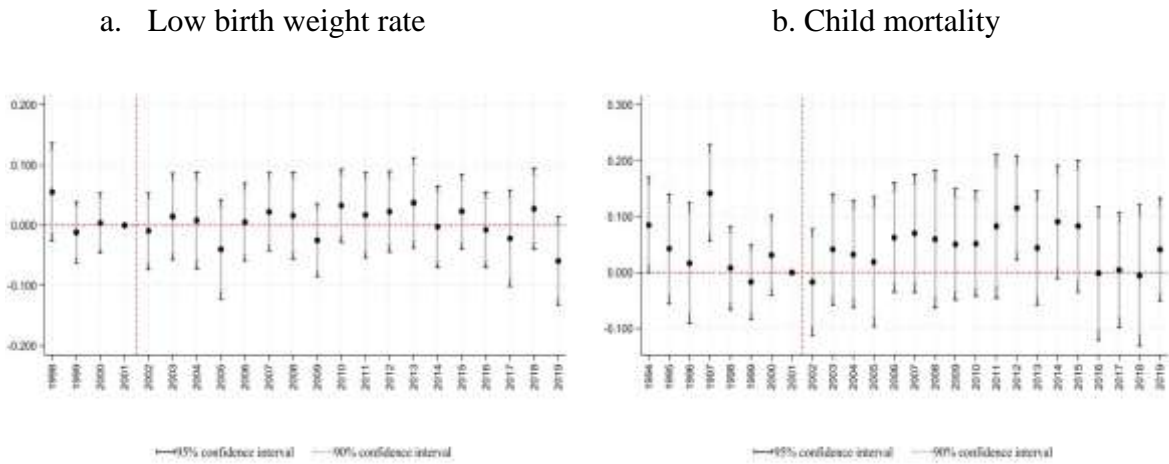 a. Low birth weight rate
b. Child mortality
0.200
0.100
0.000
-0.100
-0.200
1998 1999 2000 2001 2002 2003 2004 2005 2006 2007 2008 2009 2010 2011 2012 2013 2014 2015 2016 2017 2018 2019
95% confidence interval 90% confidence interval
0.300
0.200
0.100
0.000
-0.100
1994 1995 1996 1997 1998 1999 2000 2001 2002 2003 2004 2005 2006 2007 2008 2009 2010 2011 2012 2013 2014 2015 2016 2017 2018 2019
95% confidence interval 90% confidence interval